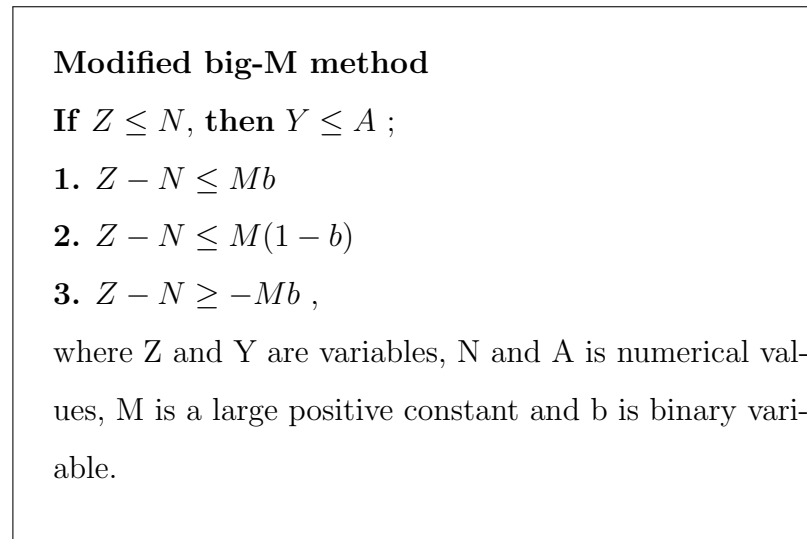 Modified big-M method
If Z ≤ N, then Y ≤ A ;
1. Z − N ≤ Mb
2. Z − N ≤ M(1 − b)
3. Z − N ≥ −Mb ,
where Z and Y are variables, N and A is numerical val-
ues, M is a large positive constant and b is binary vari-
able.